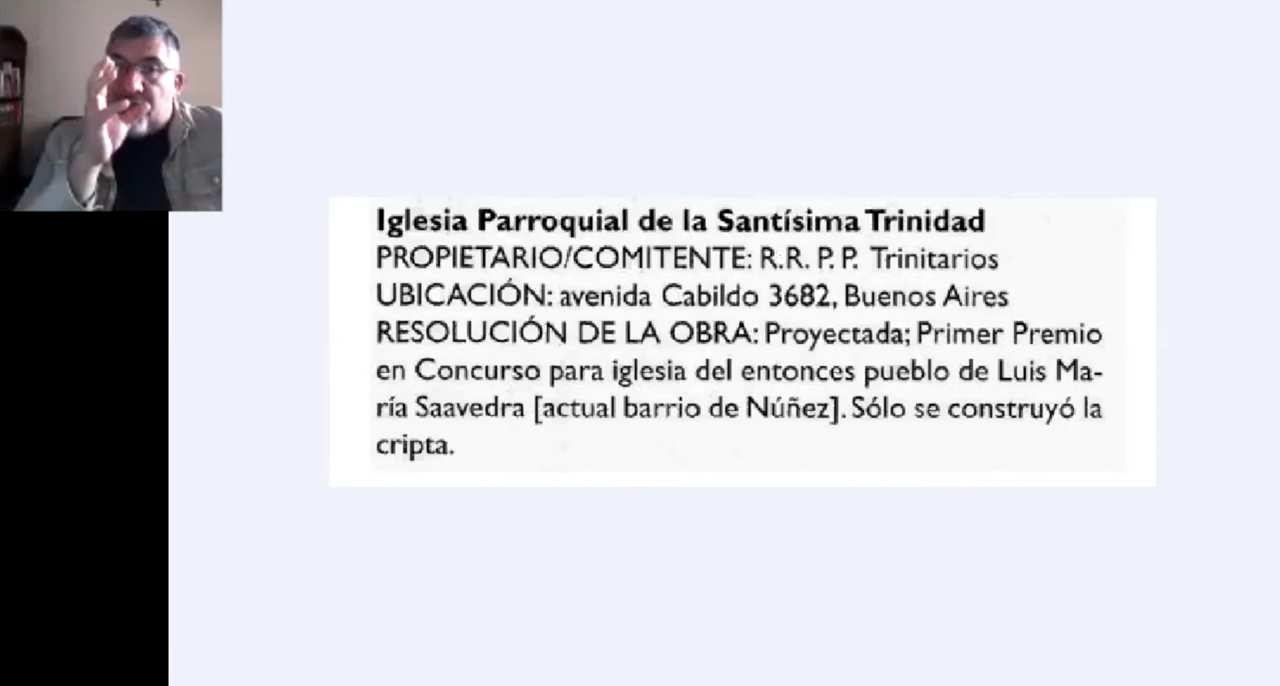 Iglesia Parroquial de la Santísima Trinidad
PROPIETARIO/COMITENTE: R.R. P. P. Trinitarios
UBICACIÓN: avenida Cabildo 3682, Buenos Aires
RESOLUCIÓN DE LA OBRA: Proyectada; Primer Premio
en Concurso para iglesia del entonces pueblo de Luis Ma-
ría Saavedra [actual barrio de Núñez]. Sólo se construyó la
cripta.